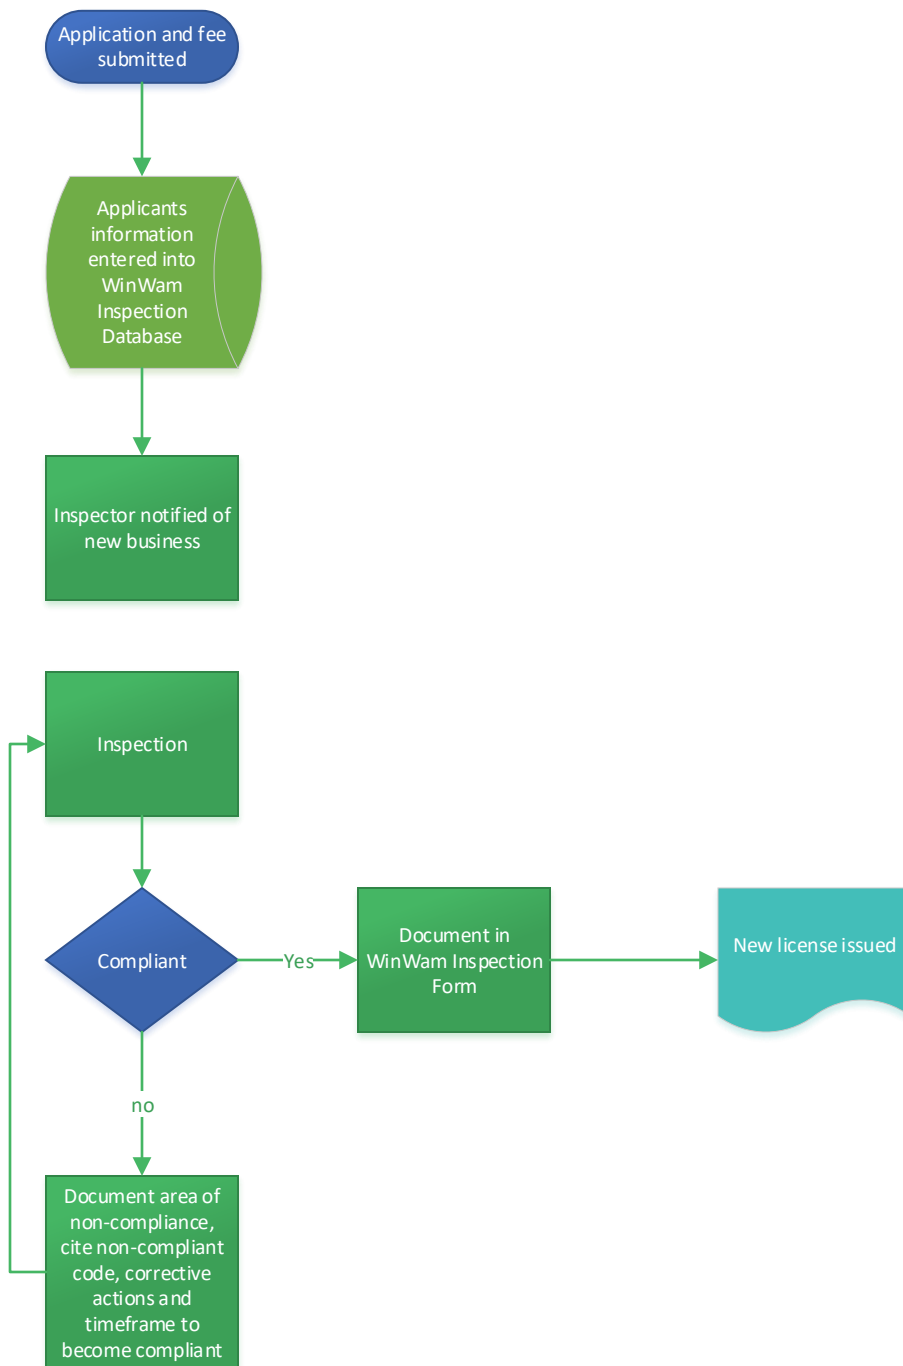 Application and fee
submitted
Applicants
information
entered into
WinWam
Inspection
Database
Inspector notified of
new business
Inspection
Compliant
Yes
Document in
WinWam Inspection
Form
New license issued
no
Document area of
non-compliance,
cite non-compliant
code, corrective
actions and
timeframe to
become compliant